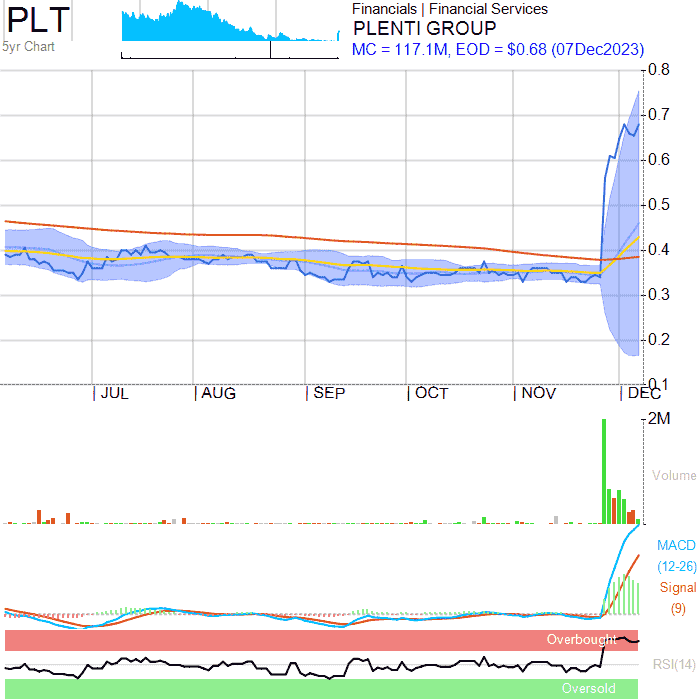 PLT
5yr Chart
Financials | Financial Services
PLENTI GROUP
MC = 117.1M, EOD = $0.68 (07Dec2023)
0.8
0.7
0.6
0.5
0.4
0.3
0.2
0.1
JUL
AUG
SEP
OCT
NOV
DEC
2M
Volume
MACD
(12-26)
Signal
(9)
Overbought
RSI(14)
Oversold